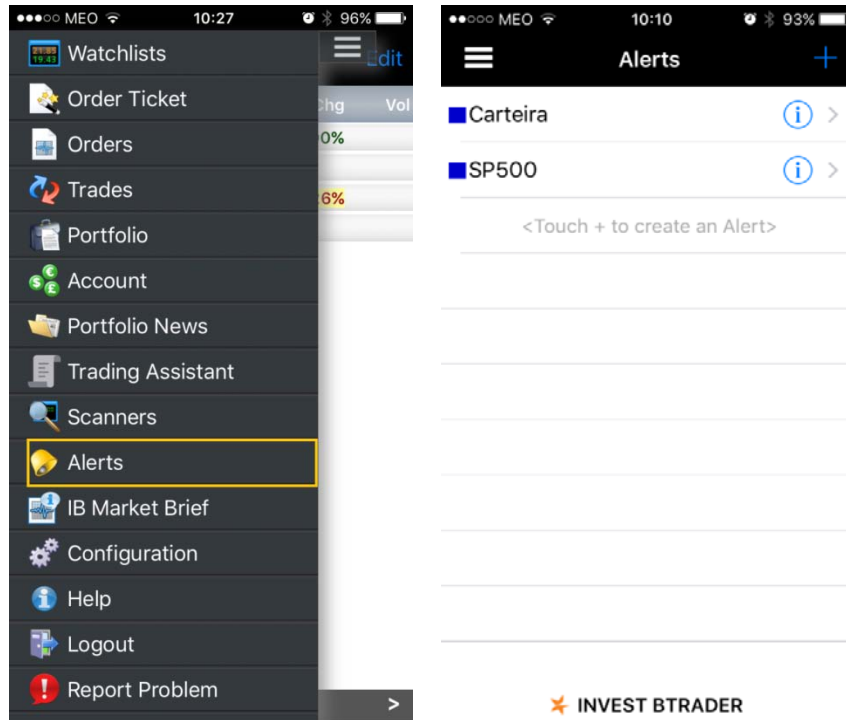 MEO 10:27 96%
Watchlists
Edit
Order Ticket
Chg Vol
Orders
0%
Trades
6%
Portfolio
Account
Portfolio News
Trading Assistant
Scanners
Alerts
IB Market Brief
Configuration
Help
Logout
Report Problem
>
MEO 10:10 93%
Alerts +
Carteira
SP500
<Touch + to create an Alert>
INVEST BTRADER